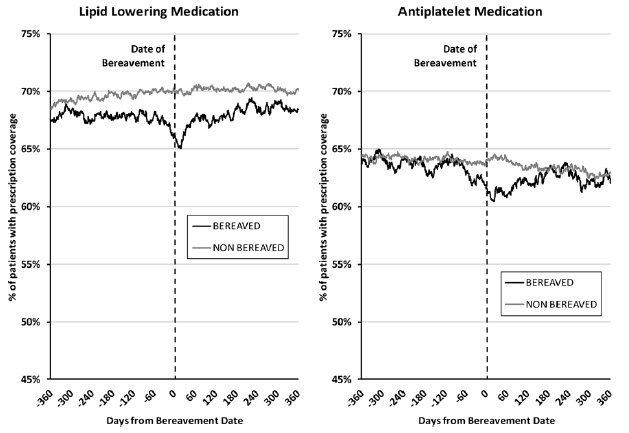 Lipid Lowering Medication
75%
70%
65%
60%
55%
50%
45%
% of patients with prescription coverage
Date of
Bereavement
BEREAVED
NON BEREAVED
-360
-300
-240
-180
-120
-60
0
60
120
180
240
300
360
Days from Bereavement Date
Antiplatelet Medication
75%
70%
65%
60%
55%
50%
45%
% of patients with prescription coverage
Date of
Bereavement
BEREAVED
NON BEREAVED
-360
-300
-240
-180
-120
-60
0
60
120
180
240
300
360
Days from Bereavement Date